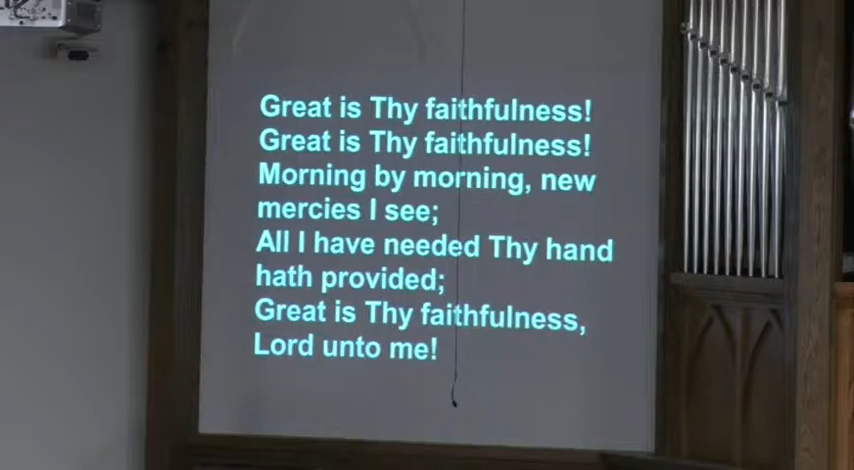 Great is Thy faithfulness!
Great is Thy faithfulness!
Morning by morning, new
mercies I see;
All I have needed Thy hand
hath provided;
Great is Thy faithfulness,
Lord unto me!